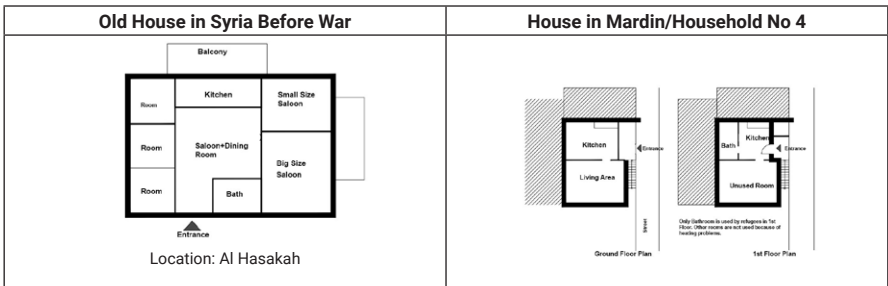 Old House in Syria Before War
House in Mardin/Household No 4
Balcony
Room
Kitchen
Small Size
Saloon
Room
Saloon+Dining
Room
Big Size
Saloon
Room
Bath
Entrance
Location: Al Hasakah
Kitchen
Entrance
Living Area
Street
Ground Floor Plan
Bath
Kitchen
Entrance
Unused Room
Only Bathroom is used by refugees in 1st
Floor. Other rooms are not used because of
heating problems.
1st Floor Plan